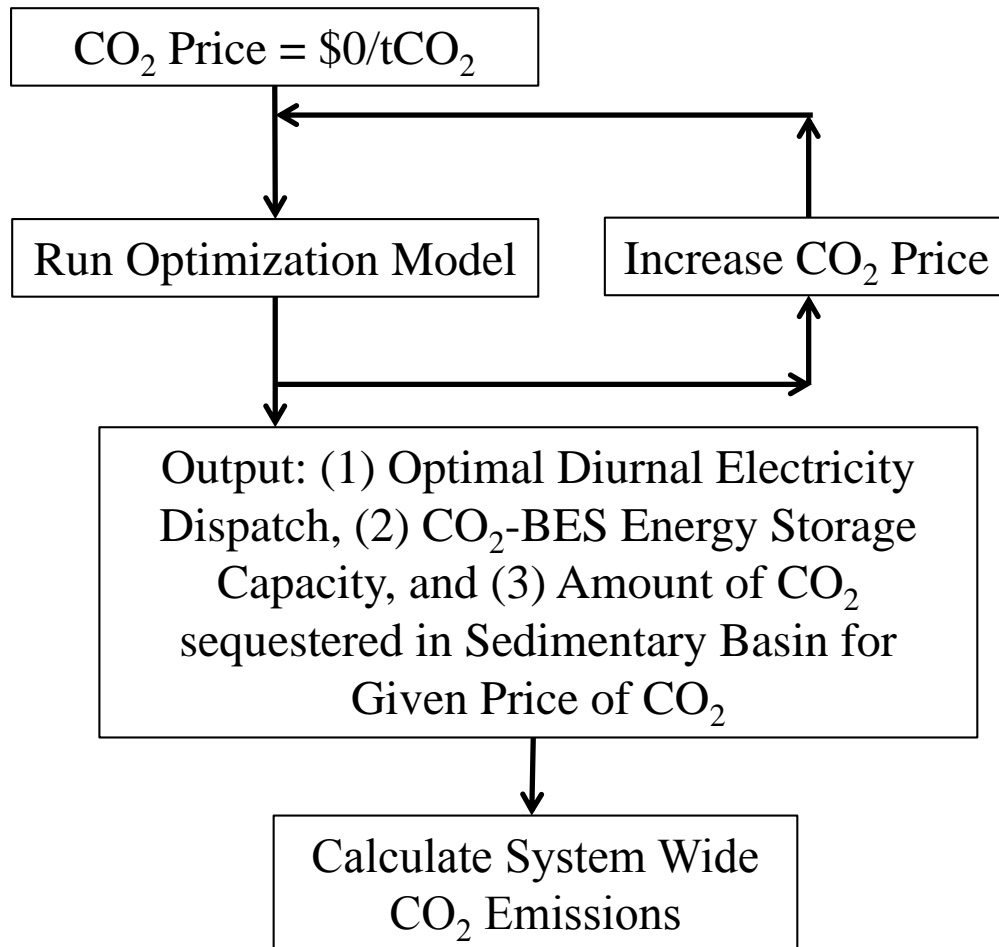 CO₂ Price = $0/tCO₂
Run Optimization Model
Increase CO₂ Price
Output: (1) Optimal Diurnal Electricity
Dispatch, (2) CO₂-BES Energy Storage
Capacity, and (3) Amount of CO₂
sequestered in Sedimentary Basin for
Given Price of CO₂
Calculate System Wide
CO₂ Emissions